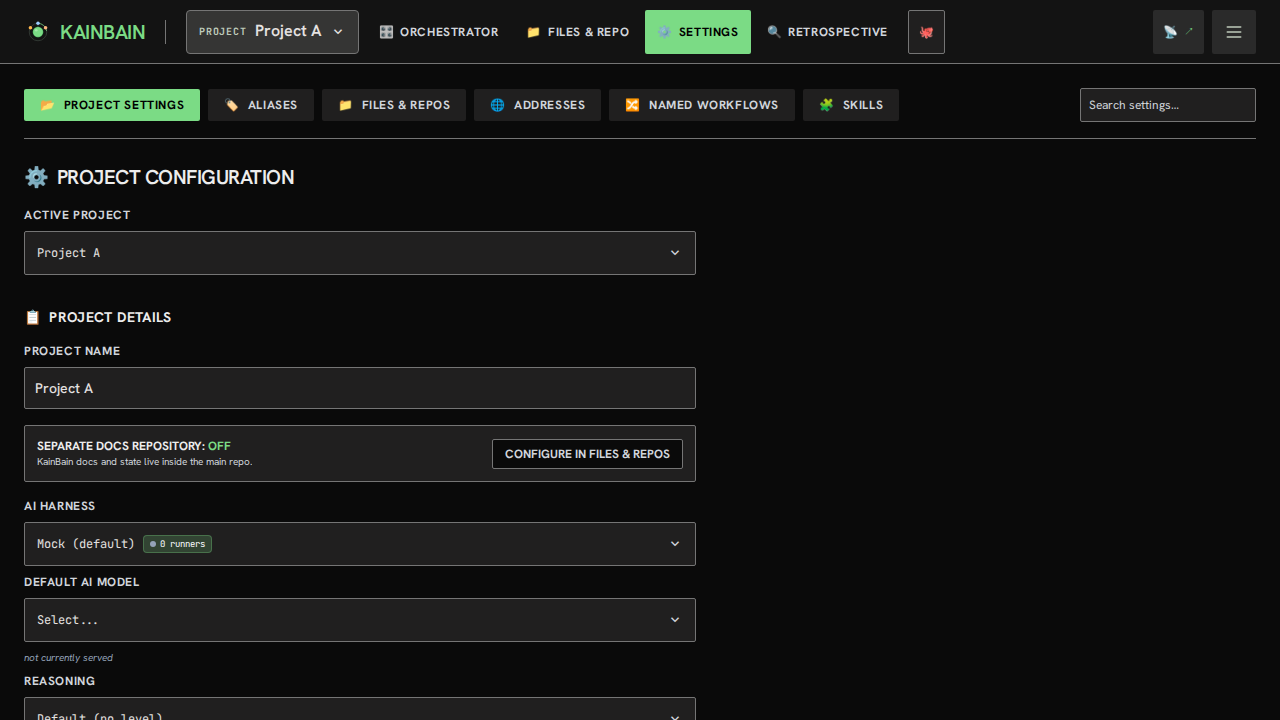 KAINBAIN
PROJECT Project A
ORCHESTRATOR
FILES & REPO
SETTINGS
RETROSPECTIVE
PROJECT SETTINGS
ALIASES
FILES & REPOS
ADDRESSES
NAMED WORKFLOWS
SKILLS
Search settings...
PROJECT CONFIGURATION
ACTIVE PROJECT
Project A
PROJECT DETAILS
PROJECT NAME
Project A
SEPARATE DOCS REPOSITORY: OFF
KainBain docs and state live inside the main repo.
CONFIGURE IN FILES & REPOS
AI HARNESS
Mock (default) 0 runners
DEFAULT AI MODEL
Select...
not currently served
REASONING
Default (no level)